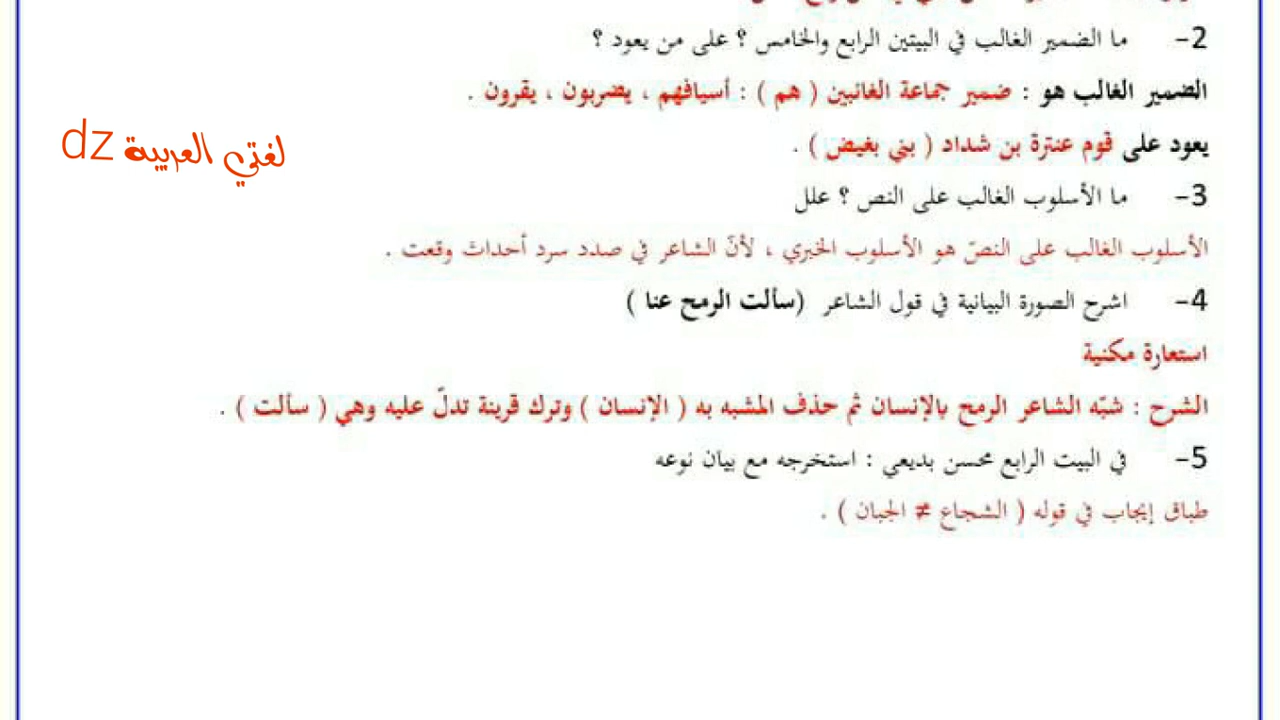 2- ما الضمير الغالب في البيتين الرابع والخامس ؟ على من يعود ؟
الضمير الغالب هو : ضمير جماعة الغائبين ( هم ) : أسيافهم ، يضربون ، يقرون .
يعود على قوم عنترة بن شداد ( بني بغيض ) .
لغتي العربية dz
3- ما الأسلوب الغالب على النص ؟ علل
الأسلوب الغالب على النصّ هو الأسلوب الخبري ، لأنّ الشاعر في صدد سرد أحداث وقعت .
4- اشرح الصورة البيانية في قول الشاعر (سألت الرمح عنا )
استعارة مكنية
الشرح : شبّه الشاعر الرمح بالإنسان ثم حذف المشبه به ( الإنسان ) وترك قرينة تدلّ عليه وهي ( سألت ) .
5- في البيت الرابع محسن بديعي : استخرجه مع بيان نوعه
طباق إيجاب في قوله ( الشجاع ≠ الجبان ) .